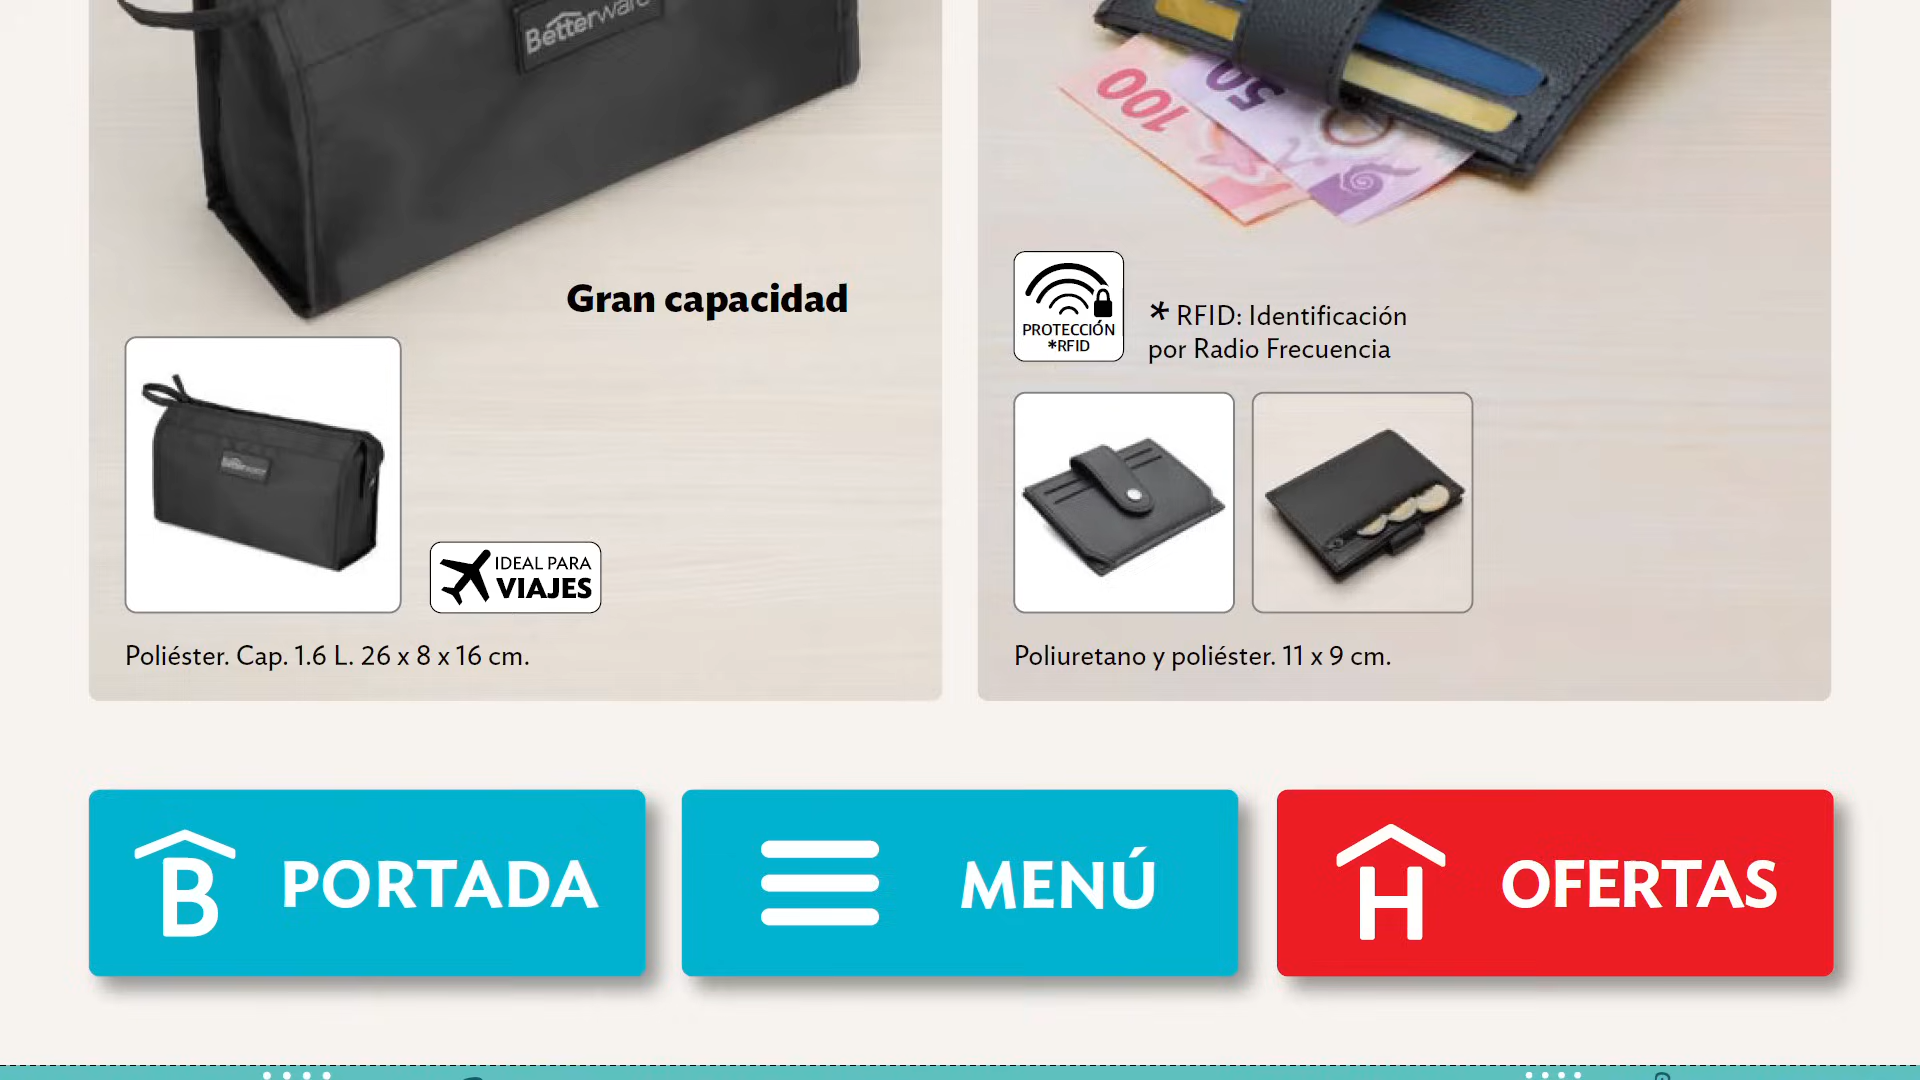 Betterware
100
50
Gran capacidad
PROTECCIÓN
*RFID
* RFID: Identificación
por Radio Frecuencia
Betterware
IDEAL PARA
VIAJES
Poliéster. Cap. 1.6 L. 26 x 8 x 16 cm.
Poliuretano y poliéster. 11 x 9 cm.
B PORTADA
MENÚ
H OFERTAS